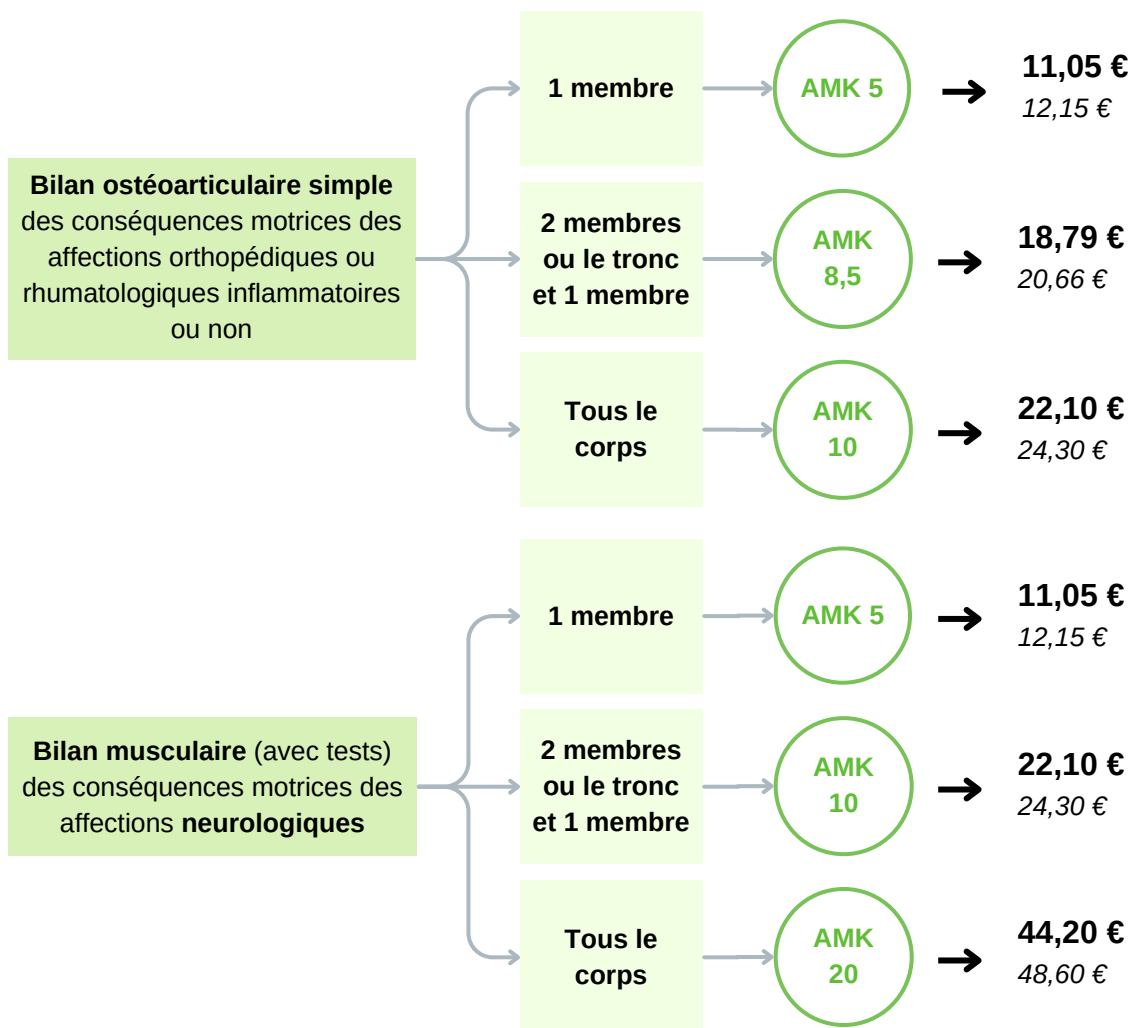 Bilan ostéoarticulaire simple
des conséquences motrices des
affections orthopédiques ou
rhumatologiques inflammatoires
ou non
1 membre
AMK 5
11,05 €
12,15 €
2 membres
ou le tronc
et 1 membre
AMK
8,5
18,79 €
20,66 €
Tous le
corps
AMK
10
22,10 €
24,30 €
Bilan musculaire (avec tests)
des conséquences motrices des
affections neurologiques
1 membre
AMK 5
11,05 €
12,15 €
2 membres
ou le tronc
et 1 membre
AMK
10
22,10 €
24,30 €
Tous le
corps
AMK
20
44,20 €
48,60 €